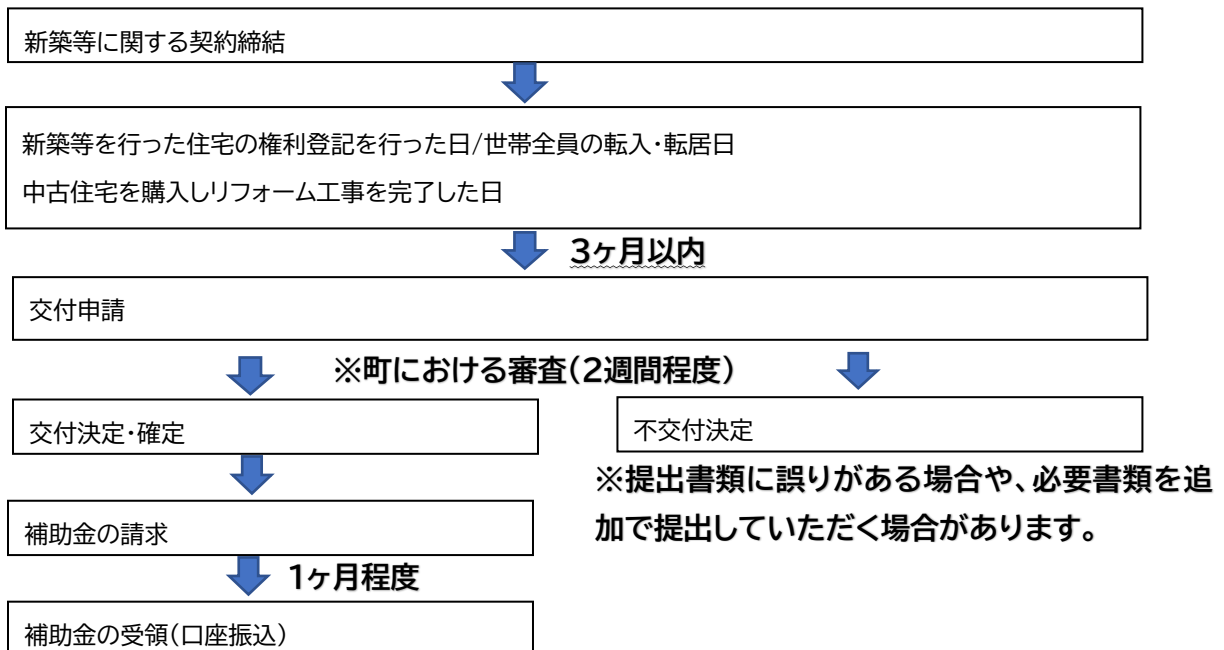 新築等に関する契約締結
新築等を行った住宅の権利登記を行った日/世帯全員の転入・転居日
中古住宅を購入しリフォーム工事を完了した日
3ヶ月以内
交付申請
※町における審査(2週間程度)
交付決定・確定
不交付決定
※提出書類に誤りがある場合や、必要書類を追
加で提出していただく場合があります。
補助金の請求
1ヶ月程度
補助金の受領(口座振込)